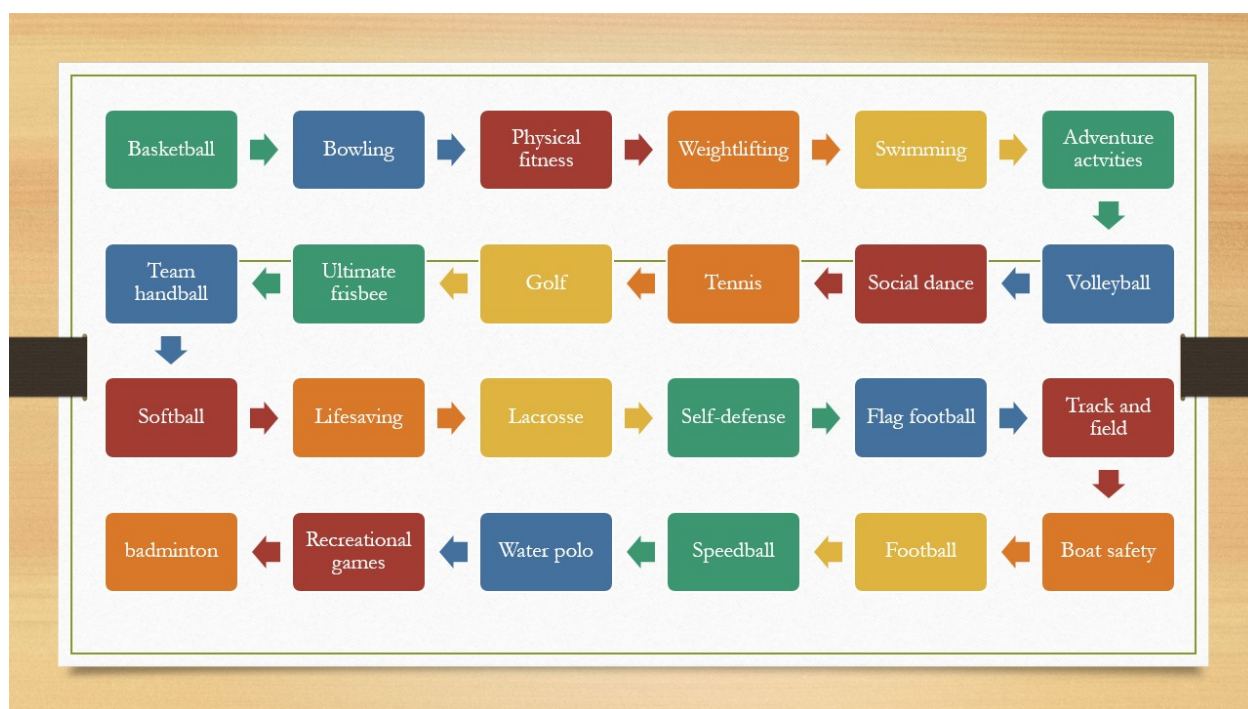 Basketball
Bowling
Physical
fitness
Weightlifting
Swimming
Adventure
actvities
Volleyball
Social dance
Tennis
Golf
Ultimate
frisbee
Team
handball
Softball
Lifesaving
Lacrosse
Self-defense
Flag football
Track and
field
Boat safety
Football
Speedball
Water polo
Recreational
games
badminton